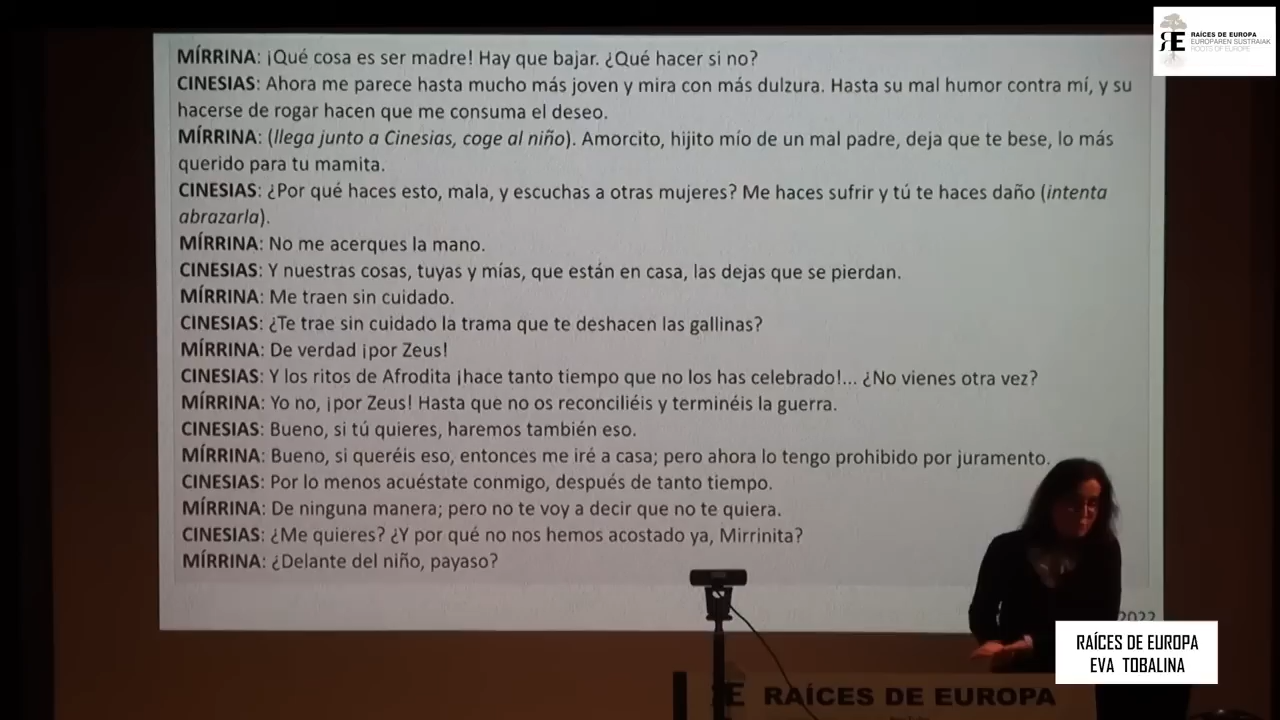 RAÍCES DE EUROPA
EUROPAREN SUSTRAIAK
ROOTS OF EUROPE
MÍRRINA: ¡Qué cosa es ser madre! Hay que bajar. ¿Qué hacer si no?
CINESIAS: Ahora me parece hasta mucho más joven y mira con más dulzura. Hasta su mal humor contra mí, y su
hacerse de rogar hacen que me consuma el deseo.
MÍRRINA: (llega junto a Cinesias, coge al niño). Amorcito, hijito mío de un mal padre, deja que te bese, lo más
querido para tu mamita.
CINESIAS: ¿Por qué haces esto, mala, y escuchas a otras mujeres? Me haces sufrir y tú te haces daño (intenta
abrazarla).
MÍRRINA: No me acerques la mano.
CINESIAS: Y nuestras cosas, tuyas y mías, que están en casa, las dejas que se pierdan.
MÍRRINA: Me traen sin cuidado.
CINESIAS: ¿Te trae sin cuidado la trama que te deshacen las gallinas?
MÍRRINA: De verdad ¡por Zeus!
CINESIAS: Y los ritos de Afrodita ¡hace tanto tiempo que no los has celebrado!... ¿No vienes otra vez?
MÍRRINA: Yo no, ¡por Zeus! Hasta que no os reconciliéis y terminéis la guerra.
CINESIAS: Bueno, si tú quieres, haremos también eso.
MÍRRINA: Bueno, si queréis eso, entonces me iré a casa; pero ahora lo tengo prohibido por juramento.
CINESIAS: Por lo menos acuéstate conmigo, después de tanto tiempo.
MÍRRINA: De ninguna manera; pero no te voy a decir que no te quiera.
CINESIAS: ¿Me quieres? ¿Y por qué no nos hemos acostado ya, Mirrinita?
MÍRRINA: ¿Delante del niño, payaso?
2022
RAÍCES DE EUROPA
EVA TOBALINA
RAÍCES DE EUROPA